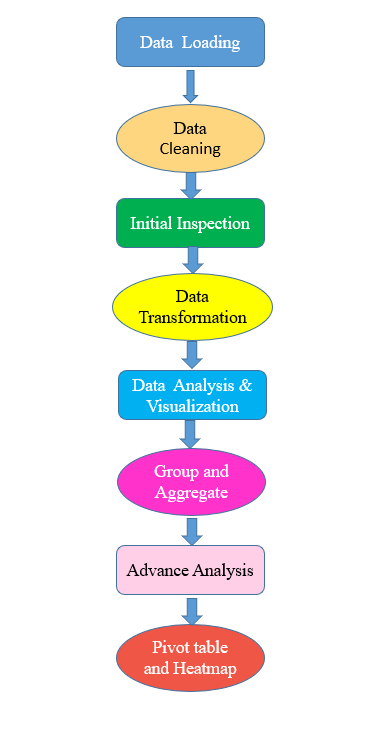 Data  Loading
Data
Cleaning
Initial Inspection
Data
Transformation
Data  Analysis &
Visualization
Group and
Aggregate
Advance Analysis
Pivot table
and Heatmap